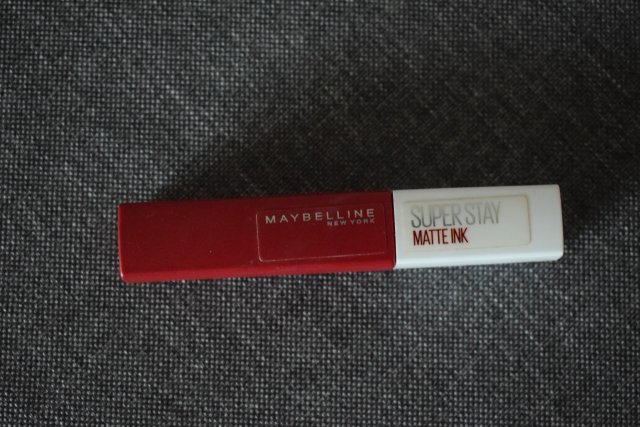 MAYBELLINE
NEW YORK
SUPER STAY
MATTE INK